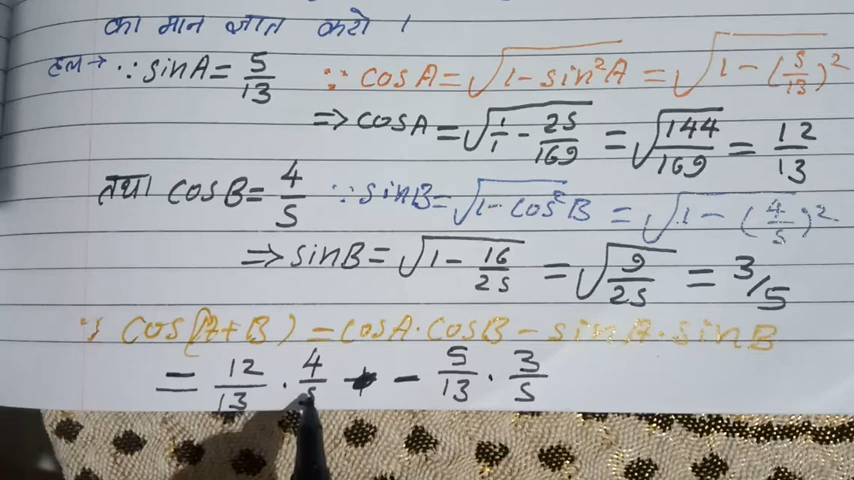 का मान ज्ञात करो ।
हल→ ∵ sinA = 5/13 ∵ cosA = √(1 - sin²A) = √(1 - (5/13)²)
⇒ cosA = √(1/1 - 25/169) = √(144/169) = 12/13
तथा cosB = 4/5 ∵ sinB = √(1 - cos²B) = √(1 - (4/5)²)
⇒ sinB = √(1 - 16/25) = √(9/25) = 3/5
∵ cos(A+B) = cosA·cosB - sinA·sinB
= 12/13 · 4/5 - 5/13 · 3/5